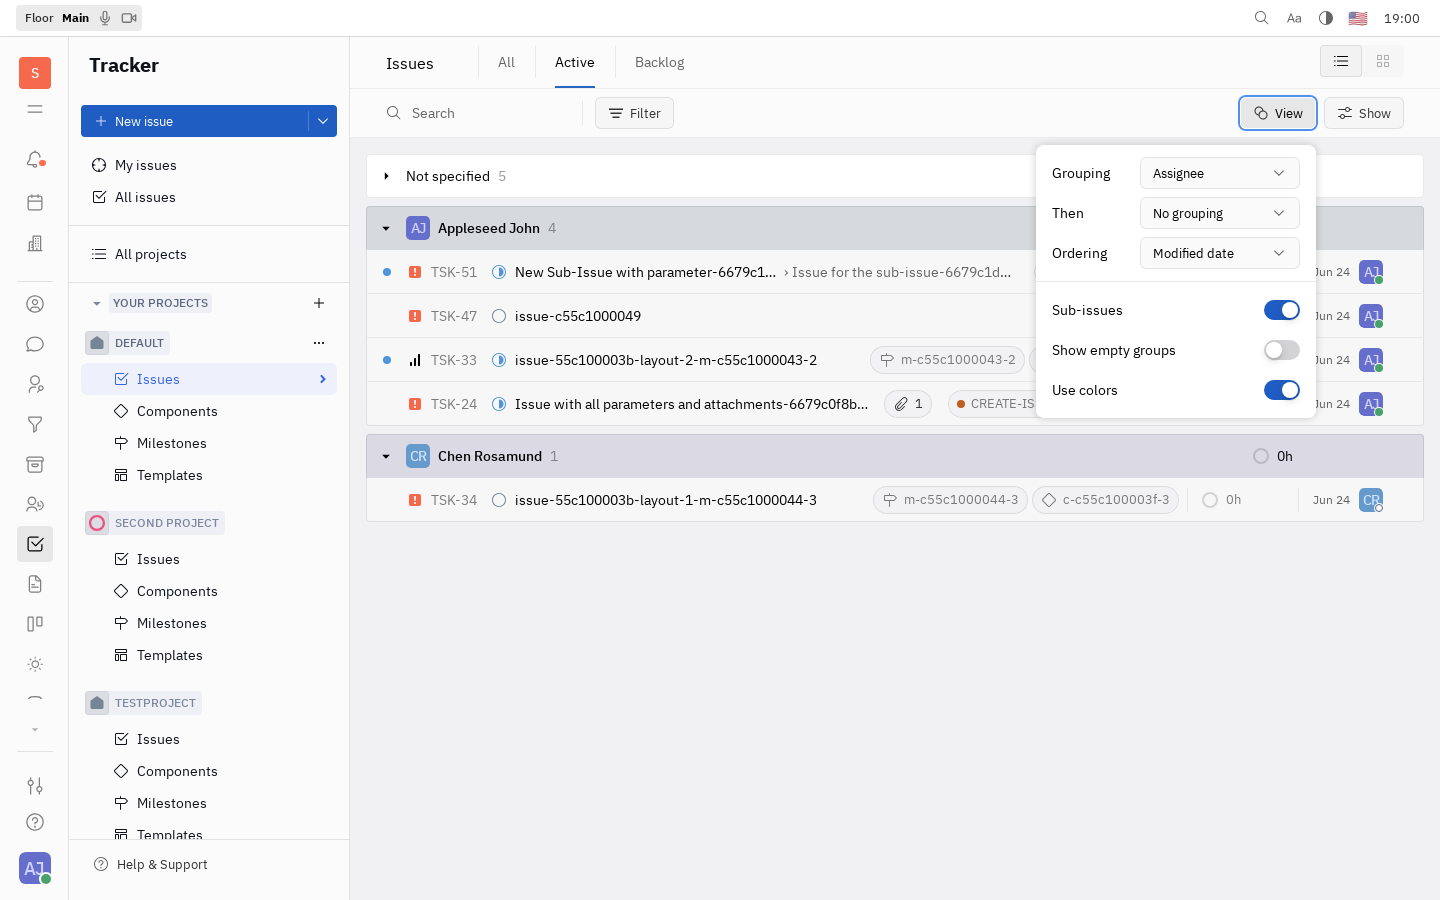 Floor Main
Aa
19:00
S
Tracker
New issue
My issues
All issues
All projects
YOUR PROJECTS
DEFAULT
Issues
Components
Milestones
Templates
SECOND PROJECT
Issues
Components
Milestones
Templates
TESTPROJECT
Issues
Components
Milestones
Templates
Help & Support
AJ
Issues
All
Active
Backlog
Search
Filter
View
Show
Not specified 5
AJ Appleseed John 4
TSK-51 New Sub-Issue with parameter-6679c1... › Issue for the sub-issue-6679c1d... Jun 24 AJ
TSK-47 issue-c55c1000049
TSK-33 issue-55c100003b-layout-2-m-c55c1000043-2 m-c55c1000043-2 Jun 24 AJ
TSK-24 Issue with all parameters and attachments-6679c0f8b... 1 CREATE-IS Jun 24 AJ
CR Chen Rosamund 1 0h
TSK-34 issue-55c100003b-layout-1-m-c55c1000044-3 m-c55c1000044-3 c-c55c100003f-3 0h Jun 24 CR
Grouping Assignee
Then No grouping
Ordering Modified date
Sub-issues
Show empty groups
Use colors